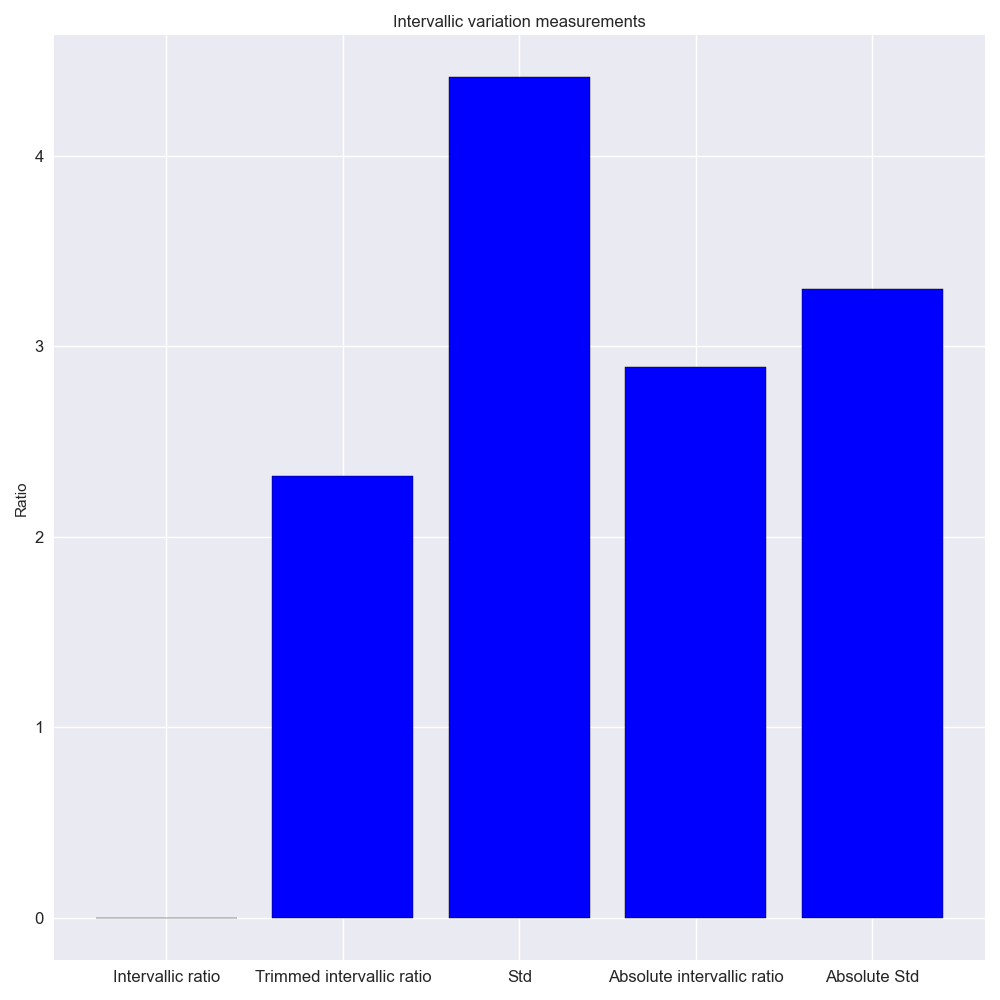 Intervallic variation measurements
Ratio
4
3
2
1
0
Intervallic ratio
Trimmed intervallic ratio
Std
Absolute intervallic ratio
Absolute Std